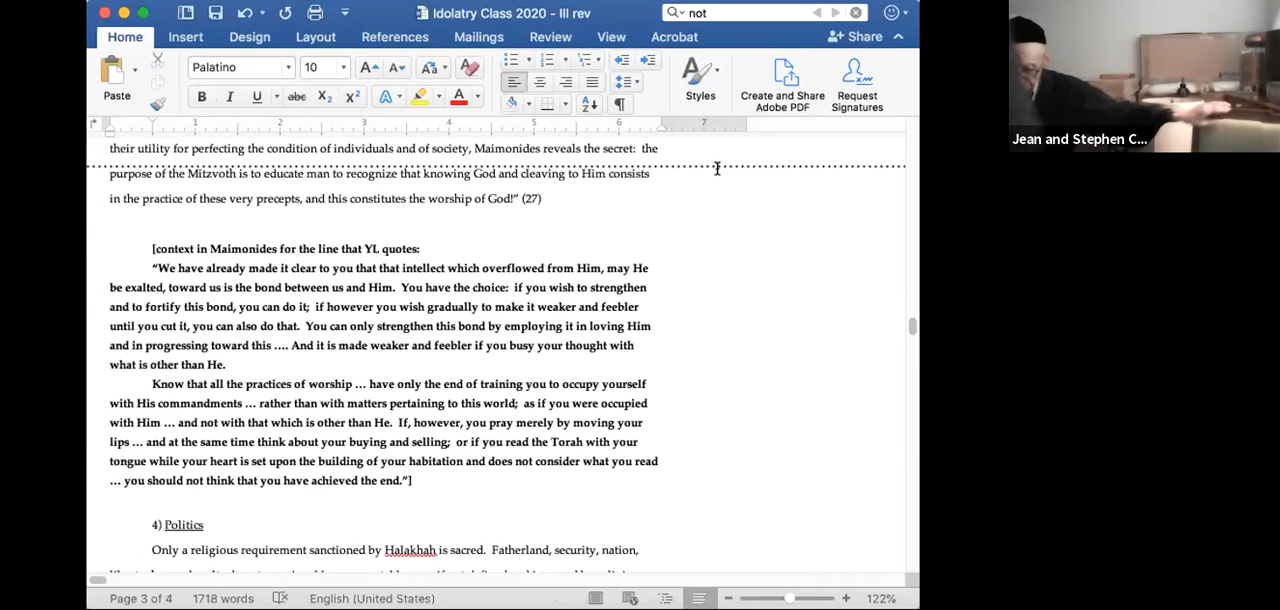 Idolatry Class 2020 - III rev
not
Home Insert Design Layout References Mailings Review View Acrobat Share
Paste
Palatino 10
B I U abc X2 X2 A A
Styles
Create and Share Adobe PDF
Request Signatures
1 2 3 4 5 6 7
their utility for perfecting the condition of individuals and of society, Maimonides reveals the secret: the
purpose of the Mitzvoth is to educate man to recognize that knowing God and cleaving to Him consists
in the practice of these very precepts, and this constitutes the worship of God!” (27)
[context in Maimonides for the line that YL quotes:
“We have already made it clear to you that that intellect which overflowed from Him, may He
be exalted, toward us is the bond between us and Him. You have the choice: if you wish to strengthen
and to fortify this bond, you can do it; if however you wish gradually to make it weaker and feebler
until you cut it, you can also do that. You can only strengthen this bond by employing it in loving Him
and in progressing toward this …. And it is made weaker and feebler if you busy your thought with
what is other than He.
Know that all the practices of worship … have only the end of training you to occupy yourself
with His commandments … rather than with matters pertaining to this world; as if you were occupied
with Him … and not with that which is other than He. If, however, you pray merely by moving your
lips … and at the same time think about your buying and selling; or if you read the Torah with your
tongue while your heart is set upon the building of your habitation and does not consider what you read
… you should not think that you have achieved the end.”]
4) Politics
Only a religious requirement sanctioned by Halakhah is sacred. Fatherland, security, nation,
Page 3 of 4 1718 words English (United States) 122%
Jean and Stephen C...